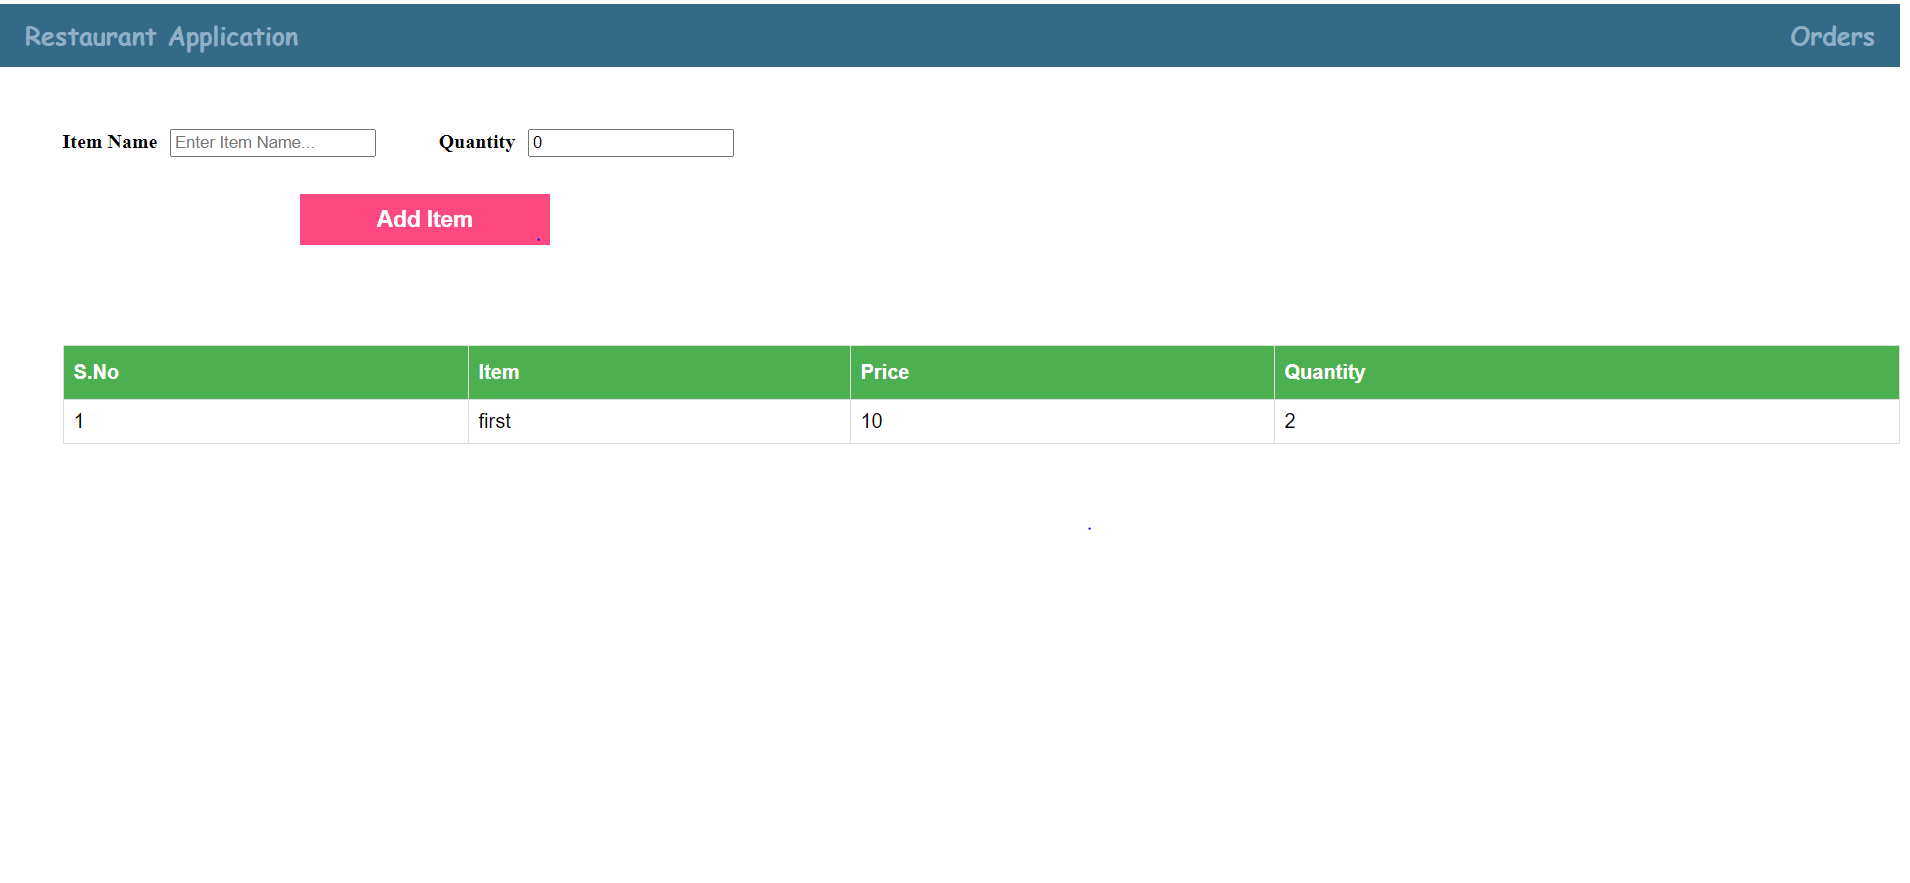 Restaurant Application Orders
Item Name Enter Item Name... Quantity 0
Add Item
S.No Item Price Quantity
1 first 10 2